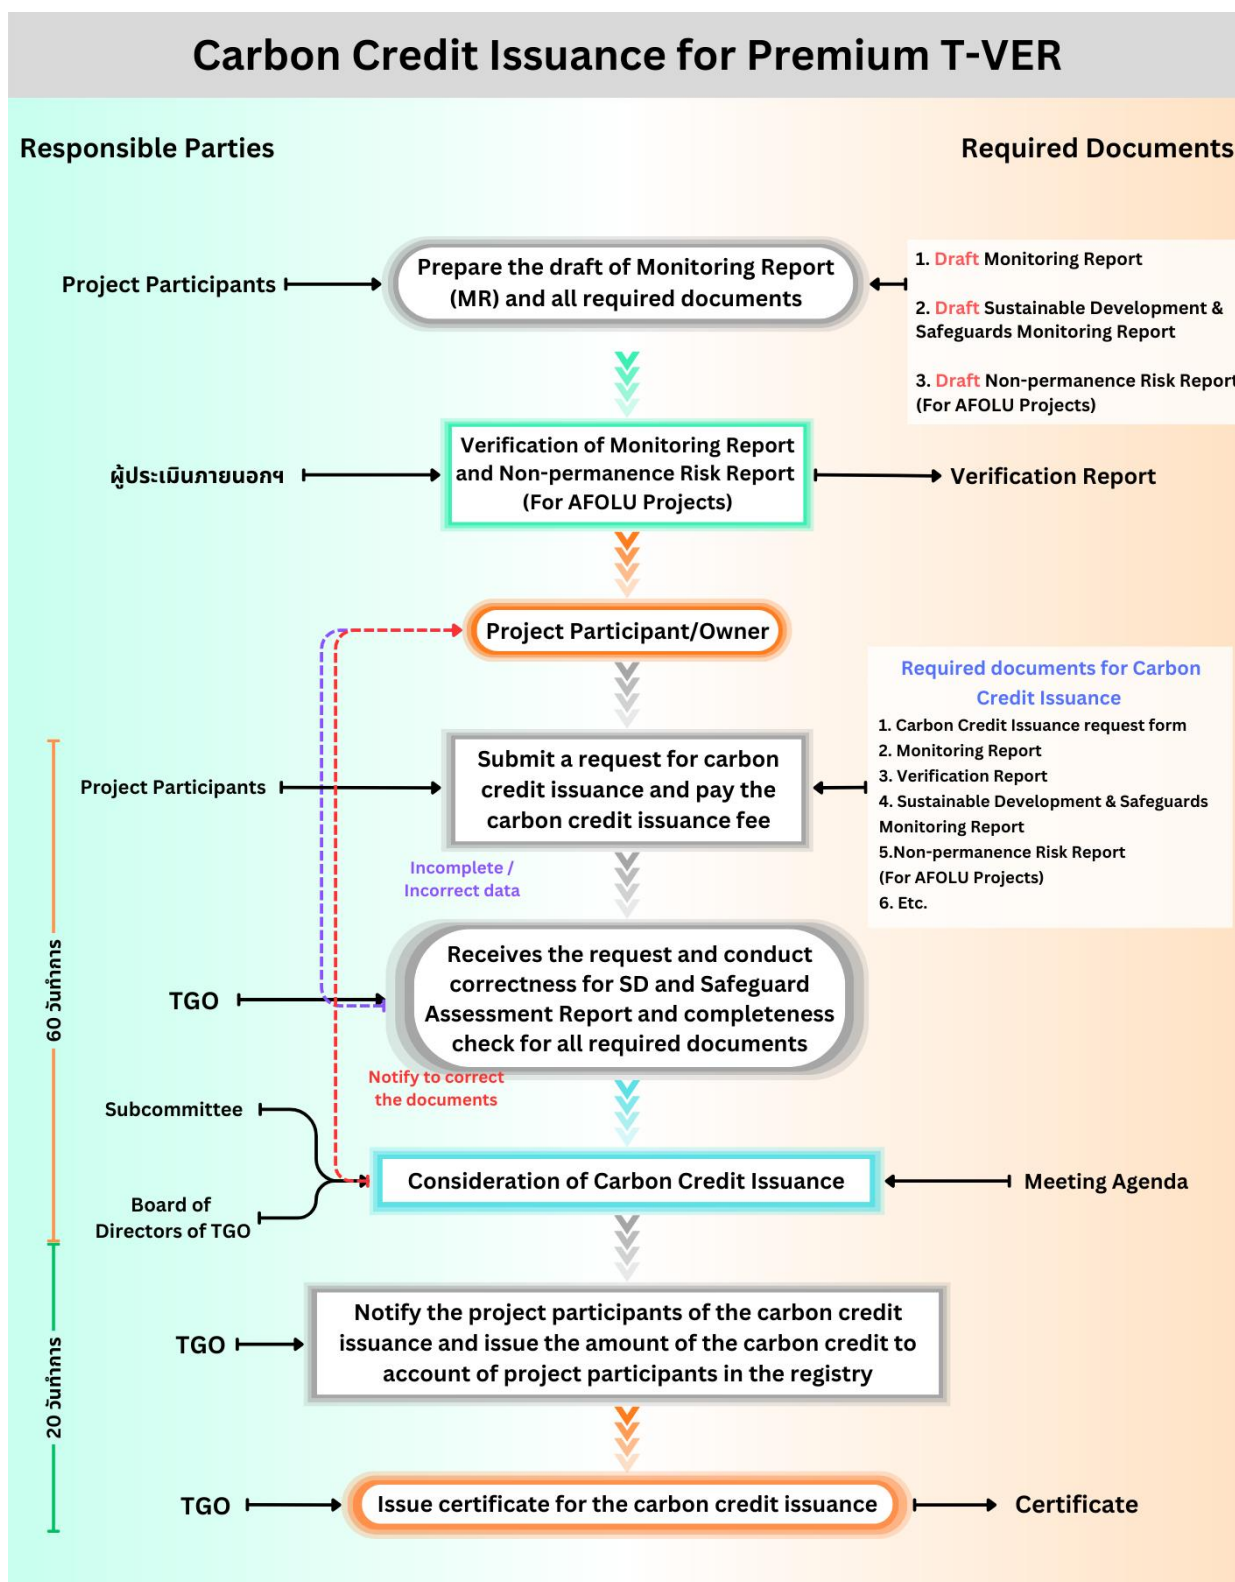 Carbon Credit Issuance for Premium T-VER
Responsible Parties
Required Documents
Project Participants
Prepare the draft of Monitoring Report
(MR) and all required documents
1. Draft Monitoring Report
2. Draft Sustainable Development &
Safeguards Monitoring Report
3. Draft Non-permanence Risk Report
(For AFOLU Projects)
ผู้ประเมินภายนอกฯ
Verification of Monitoring Report
and Non-permanence Risk Report
(For AFOLU Projects)
Verification Report
Project Participant/Owner
Project Participants
Submit a request for carbon
credit issuance and pay the
carbon credit issuance fee
Required documents for Carbon
Credit Issuance
1. Carbon Credit Issuance request form
2. Monitoring Report
3. Verification Report
4. Sustainable Development & Safeguards
Monitoring Report
5.Non-permanence Risk Report
(For AFOLU Projects)
6. Etc.
Incomplete /
Incorrect data
60 วันทำการ
TGO
Receives the request and conduct
correctness for SD and Safeguard
Assessment Report and completeness
check for all required documents
Notify to correct
the documents
Subcommittee
Board of
Directors of TGO
Consideration of Carbon Credit Issuance
Meeting Agenda
20 วันทำการ
TGO
Notify the project participants of the carbon credit
issuance and issue the amount of the carbon credit to
account of project participants in the registry
TGO
Issue certificate for the carbon credit issuance
Certificate